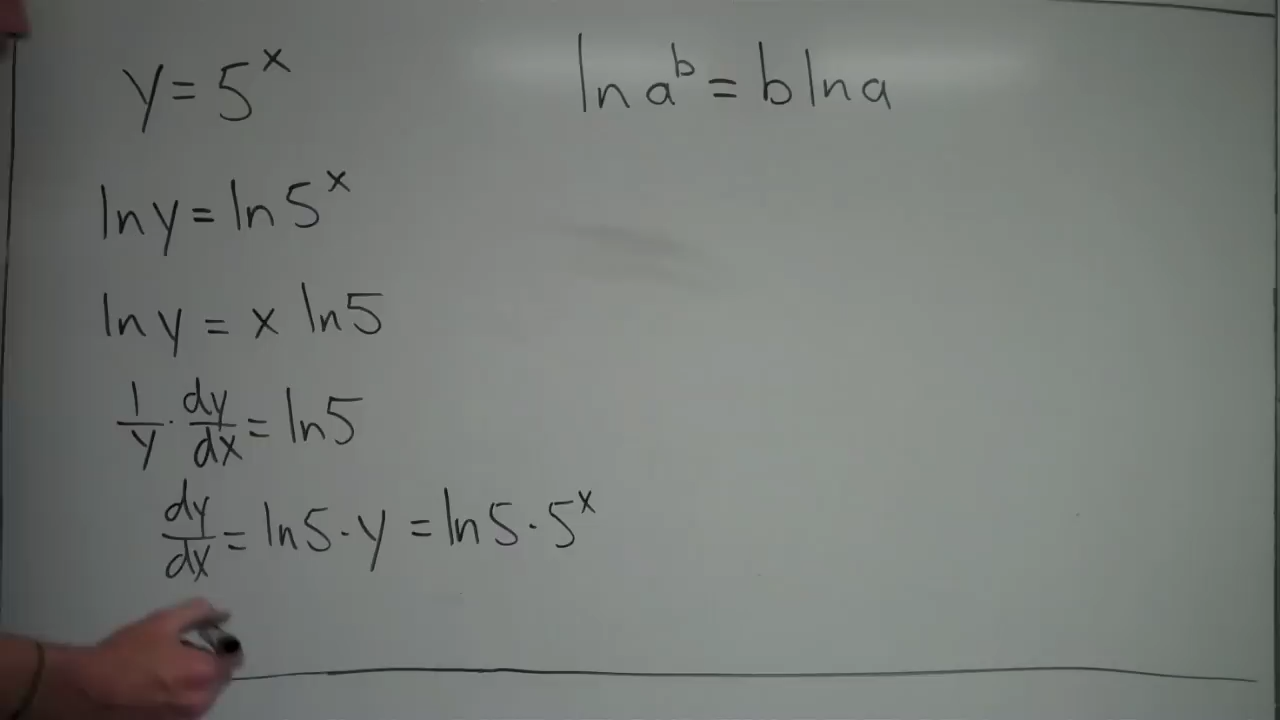 y = 5^x
ln a^b = b ln a
ln y = ln 5^x
ln y = x ln 5
1/y · dy/dx = ln 5
dy/dx = ln 5 · y = ln 5 · 5^x